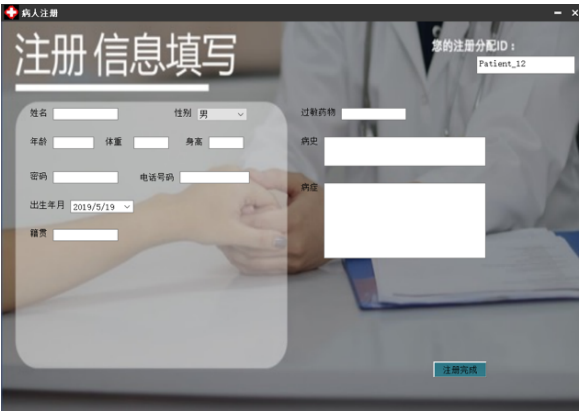 病人注册
注册 信息填写
您的注册分配ID：
Patient_12
姓名 性别 男 过敏药物
年龄 体重 身高 病史
密码 电话号码 病症
出生年月 2019/5/19
籍贯
注册完成